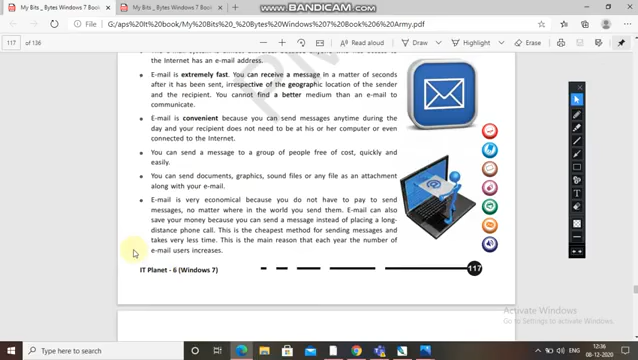 www.BANDICAM.com
My Bits _ Bytes Windows 7 Book
My Bits _ Bytes Windows 7 Book
G:/aps%20It%20book/My%20Bits%20_%20Bytes%20Windows%207%20Book%206%20Army.pdf
117 of 136
Read aloud
Draw
Highlight
Erase
the Internet has an e-mail address.
E-mail is extremely fast. You can receive a message in a matter of seconds
after it has been sent, irrespective of the geographic location of the sender
and the recipient. You cannot find a better medium than an e-mail to
communicate.
E-mail is convenient because you can send messages anytime during the
day and your recipient does not need to be at his or her computer or even
connected to the Internet.
You can send a message to a group of people free of cost, quickly and
easily.
You can send documents, graphics, sound files or any file as an attachment
along with your e-mail.
E-mail is very economical because you do not have to pay to send
messages, no matter where in the world you send them. E-mail can also
save your money because you can send a message instead of placing a long-
distance phone call. This is the cheapest method for sending messages and
takes very less time. This is the main reason that each year the number of
e-mail users increases.
IT Planet - 6 (Windows 7)
117
Activate Windows
Go to Settings to activate Windows.
Type here to search
ENG
12:36
08-12-2020